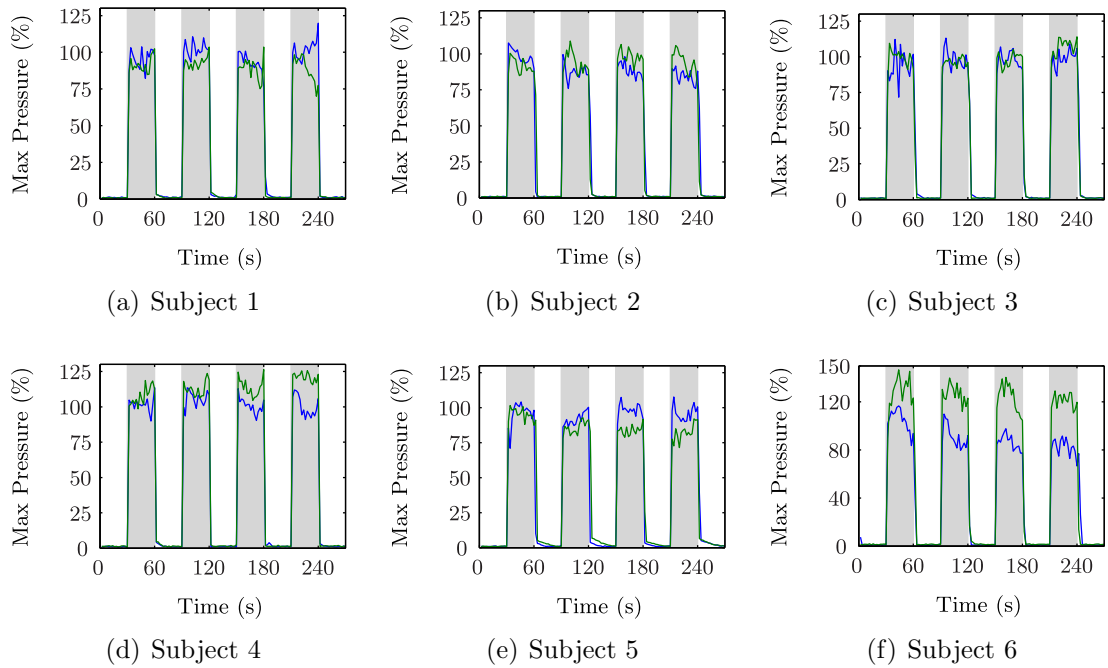 Max Pressure (%)
125
100
75
50
25
0
0 60 120 180 240
Time (s)
(a) Subject 1
Max Pressure (%)
125
100
75
50
25
0
0 60 120 180 240
Time (s)
(b) Subject 2
Max Pressure (%)
125
100
75
50
25
0
0 60 120 180 240
Time (s)
(c) Subject 3
Max Pressure (%)
125
100
75
50
25
0
0 60 120 180 240
Time (s)
(d) Subject 4
Max Pressure (%)
125
100
75
50
25
0
0 60 120 180 240
Time (s)
(e) Subject 5
Max Pressure (%)
150
120
80
40
0
0 60 120 180 240
Time (s)
(f) Subject 6